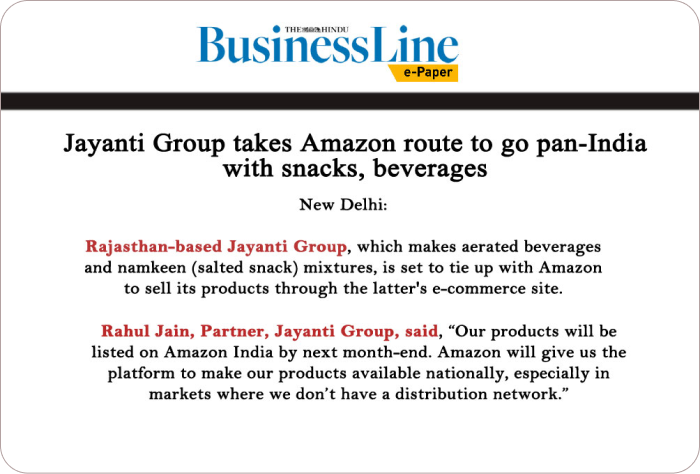 THE HINDU
BusinessLine
e-Paper
Jayanti Group takes Amazon route to go pan-India
with snacks, beverages
New Delhi:
Rajasthan-based Jayanti Group, which makes aerated beverages
and namkeen (salted snack) mixtures, is set to tie up with Amazon
to sell its products through the latter's e-commerce site.
Rahul Jain, Partner, Jayanti Group, said, “Our products will be
listed on Amazon India by next month-end. Amazon will give us the
platform to make our products available nationally, especially in
markets where we don’t have a distribution network.”